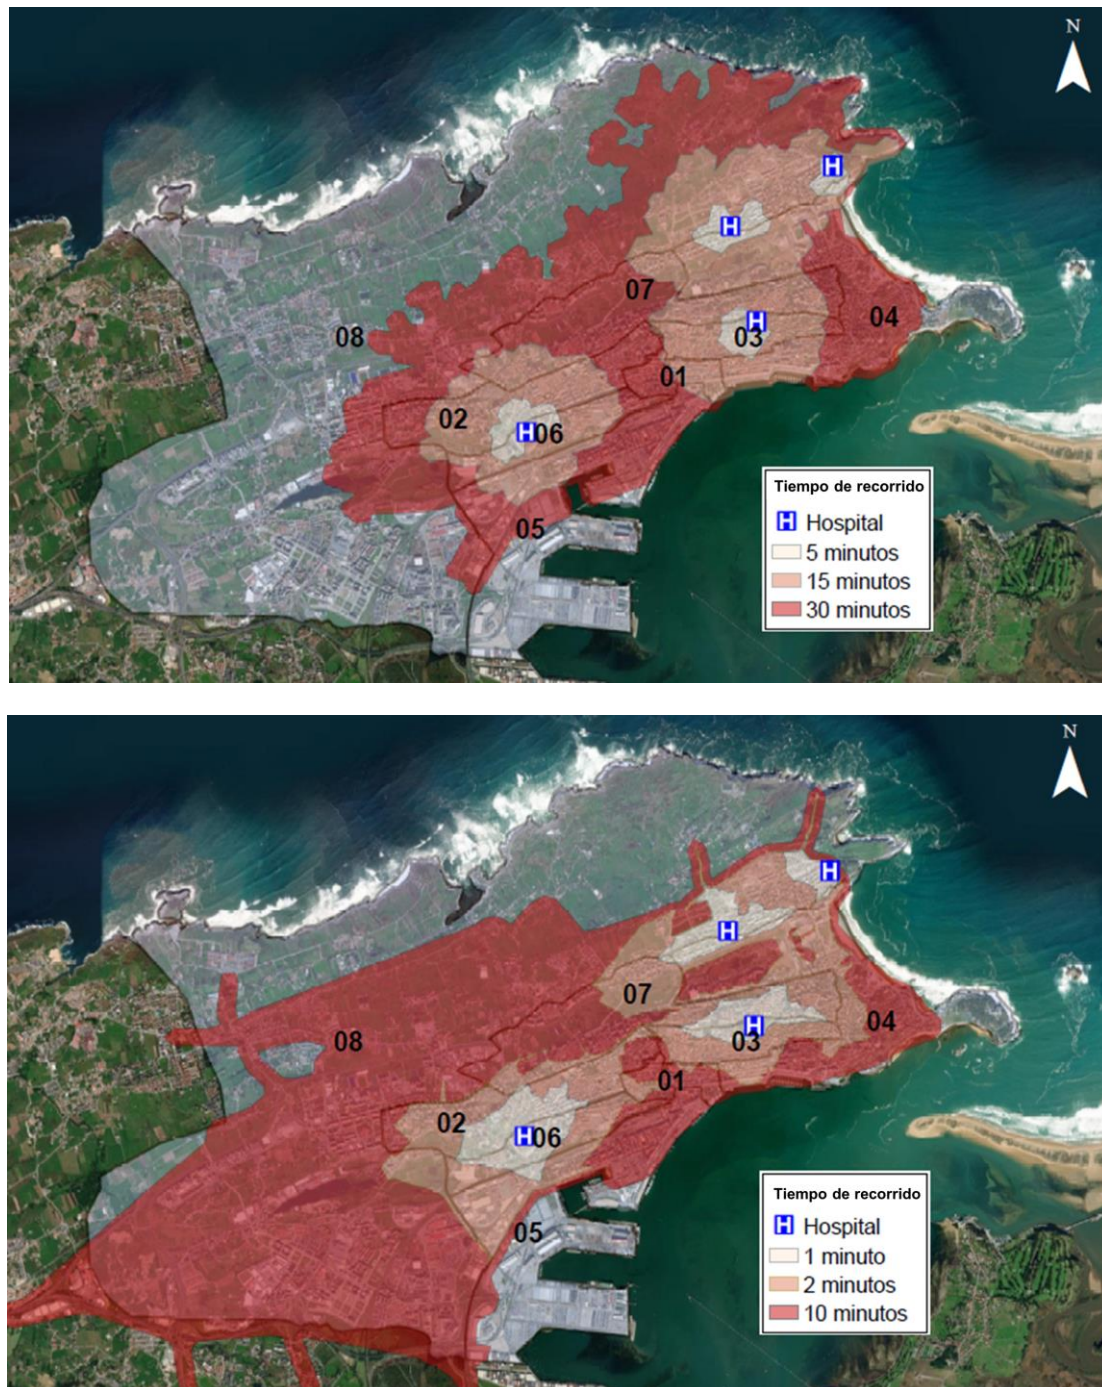 N
H
H
07
08
H
03
04
01
02
H
06
05
Tiempo de recorrido
H Hospital
5 minutos
15 minutos
30 minutos
N
H
H
07
08
H
03
04
01
02
H
06
05
Tiempo de recorrido
H Hospital
1 minuto
2 minutos
10 minutos